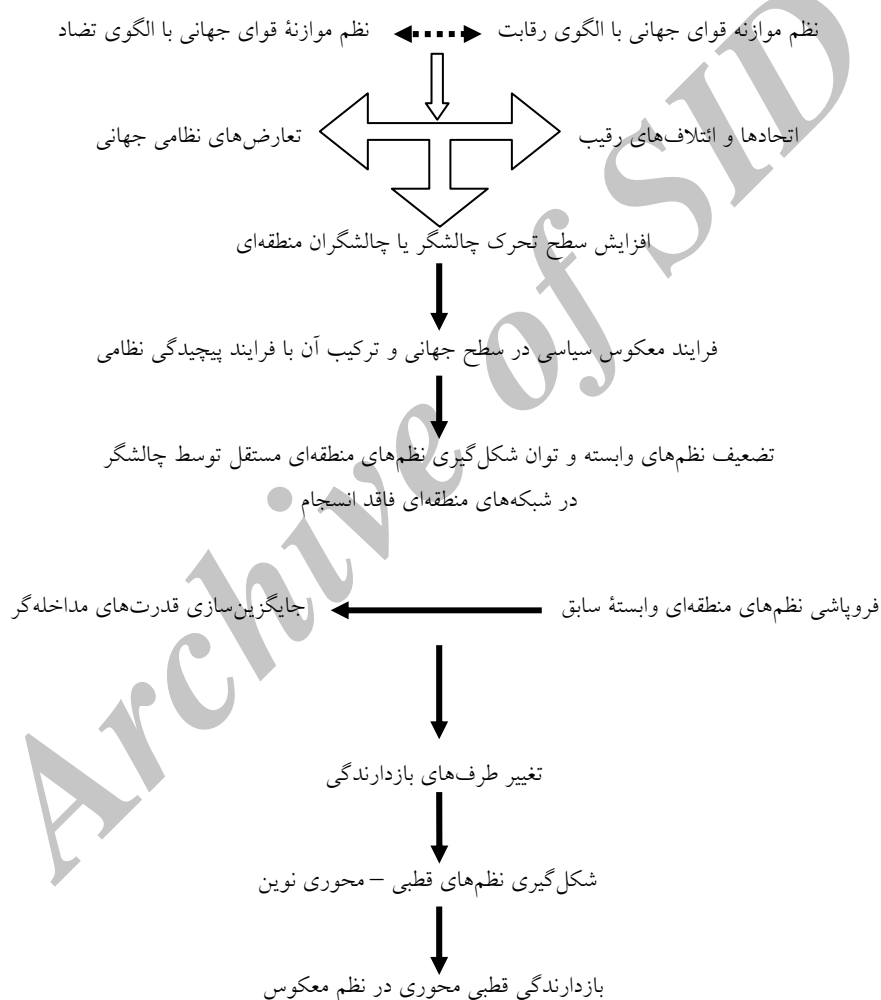 نظم موازنه قوای جهانی با الگوی رقابت نظم موازنۀ قوای جهانی با الگوی تضاد
اتحادها و ائتلاف‌های رقیب تعارض‌های نظامی جهانی
افزایش سطح تحرک چالشگر یا چالشگران منطقه‌ای
فرایند معکوس سیاسی در سطح جهانی و ترکیب آن با فرایند پیچیدگی نظامی
تضعیف نظم‌های وابسته و توان شکل‌گیری نظم‌های منطقه‌ای مستقل توسط چالشگر
در شبکه‌های منطقه‌ای فاقد انسجام
فروپاشی نظم‌های منطقه‌ای وابستۀ سابق جایگزین‌سازی قدرت‌های مداخله‌گر
تغییر طرف‌های بازدارندگی
شکل‌گیری نظم‌های قطبی – محوری نوین
بازدارندگی قطبی محوری در نظم معکوس
Archive of SID